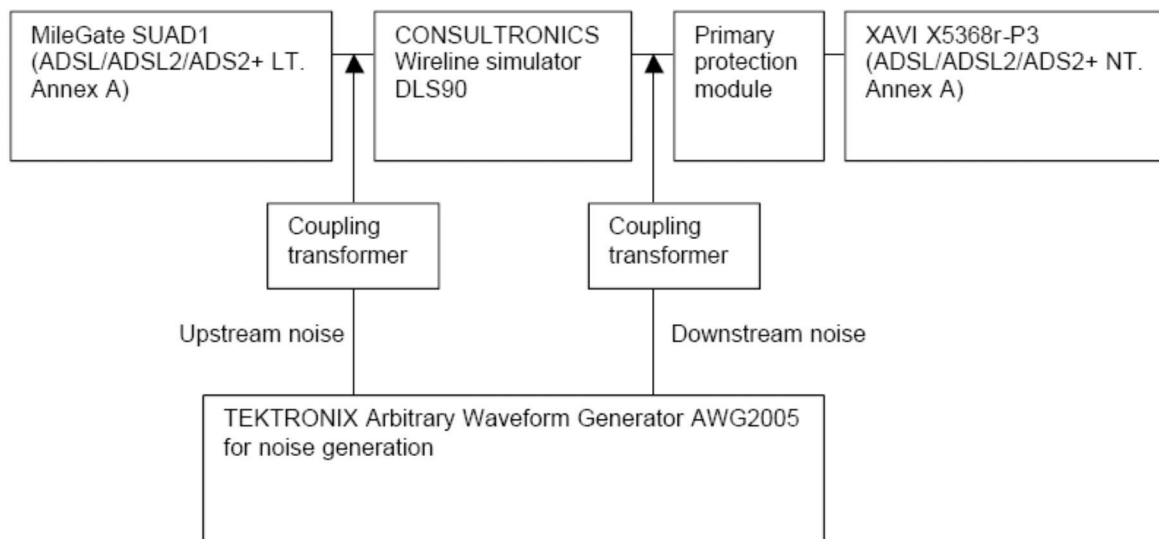 MileGate SUAD1
(ADSL/ADSL2/ADS2+ LT.
Annex A)
CONSULTRONICS
Wireline simulator
DLS90
Primary
protection
module
XAVI X5368r-P3
(ADSL/ADSL2/ADS2+ NT.
Annex A)
Coupling
transformer
Coupling
transformer
Upstream noise
Downstream noise
TEKTRONIX Arbitrary Waveform Generator AWG2005
for noise generation